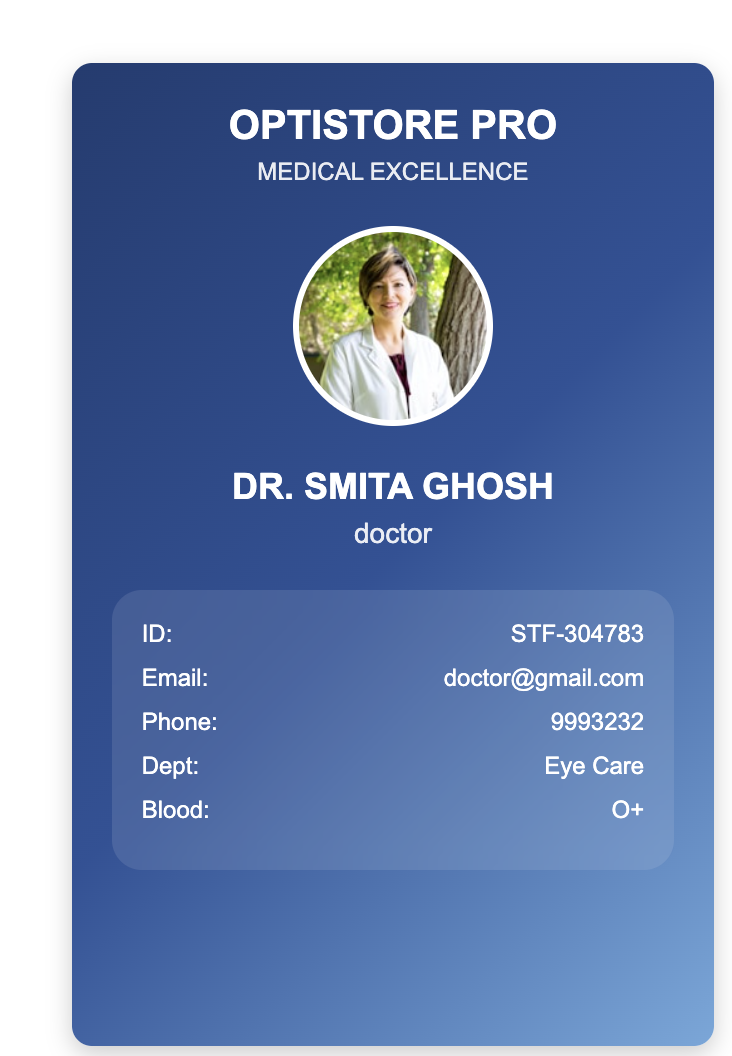 OPTISTORE PRO
MEDICAL EXCELLENCE
DR. SMITA GHOSH
doctor
ID: STF-304783
Email: doctor@gmail.com
Phone: 9993232
Dept: Eye Care
Blood: O+